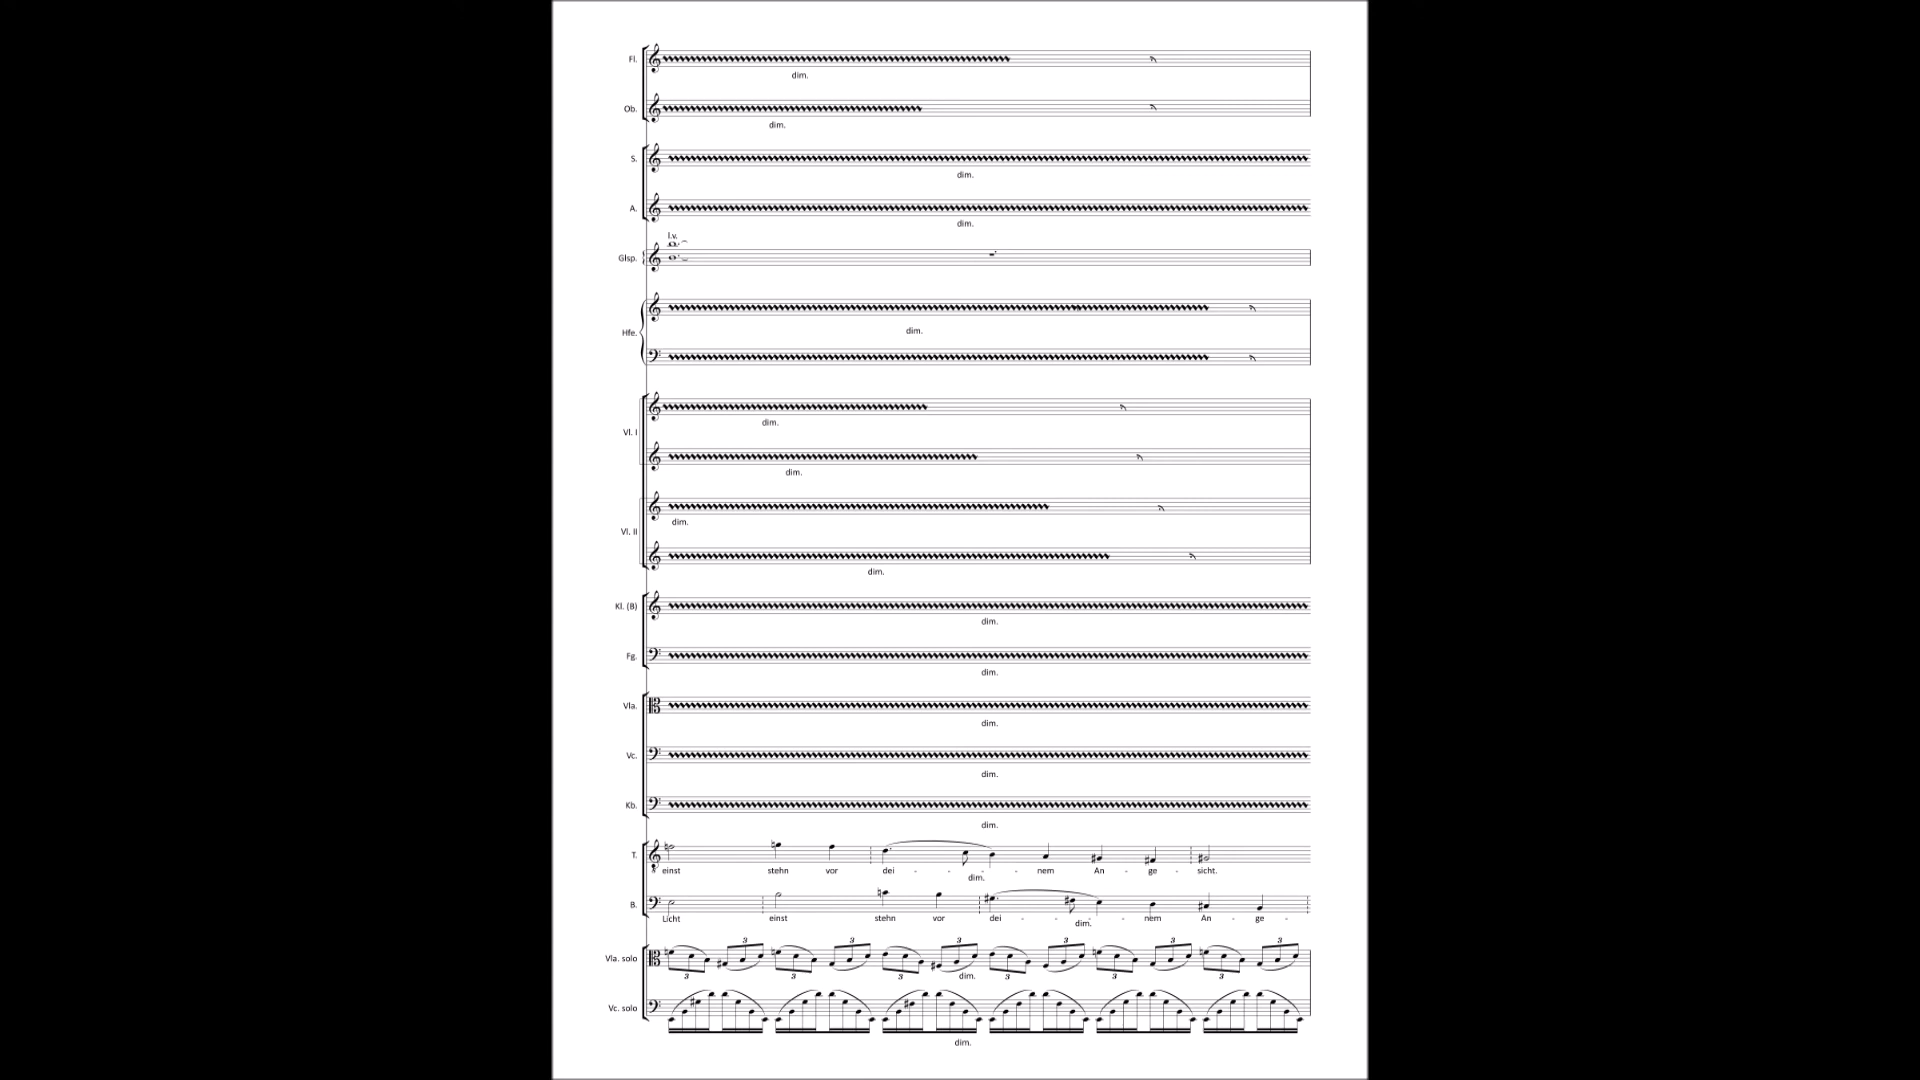 Fl.
dim.
Ob.
dim.
S.
dim.
A.
dim.
l.v.
Glsp.
Hfe.
dim.
dim.
Vl. I
dim.
dim.
Vl. II
dim.
Kl. (B)
dim.
Fg.
dim.
Vla.
dim.
Vc.
dim.
Kb.
dim.
T.
8
einst stehn vor dei - - - nem An - ge - sicht.
dim.
B.
Licht einst stehn vor dei - - - nem An - ge -
dim.
3 3 3 3 3 3
Vla. solo
3 3 3 3 3 3
dim.
Vc. solo
dim.